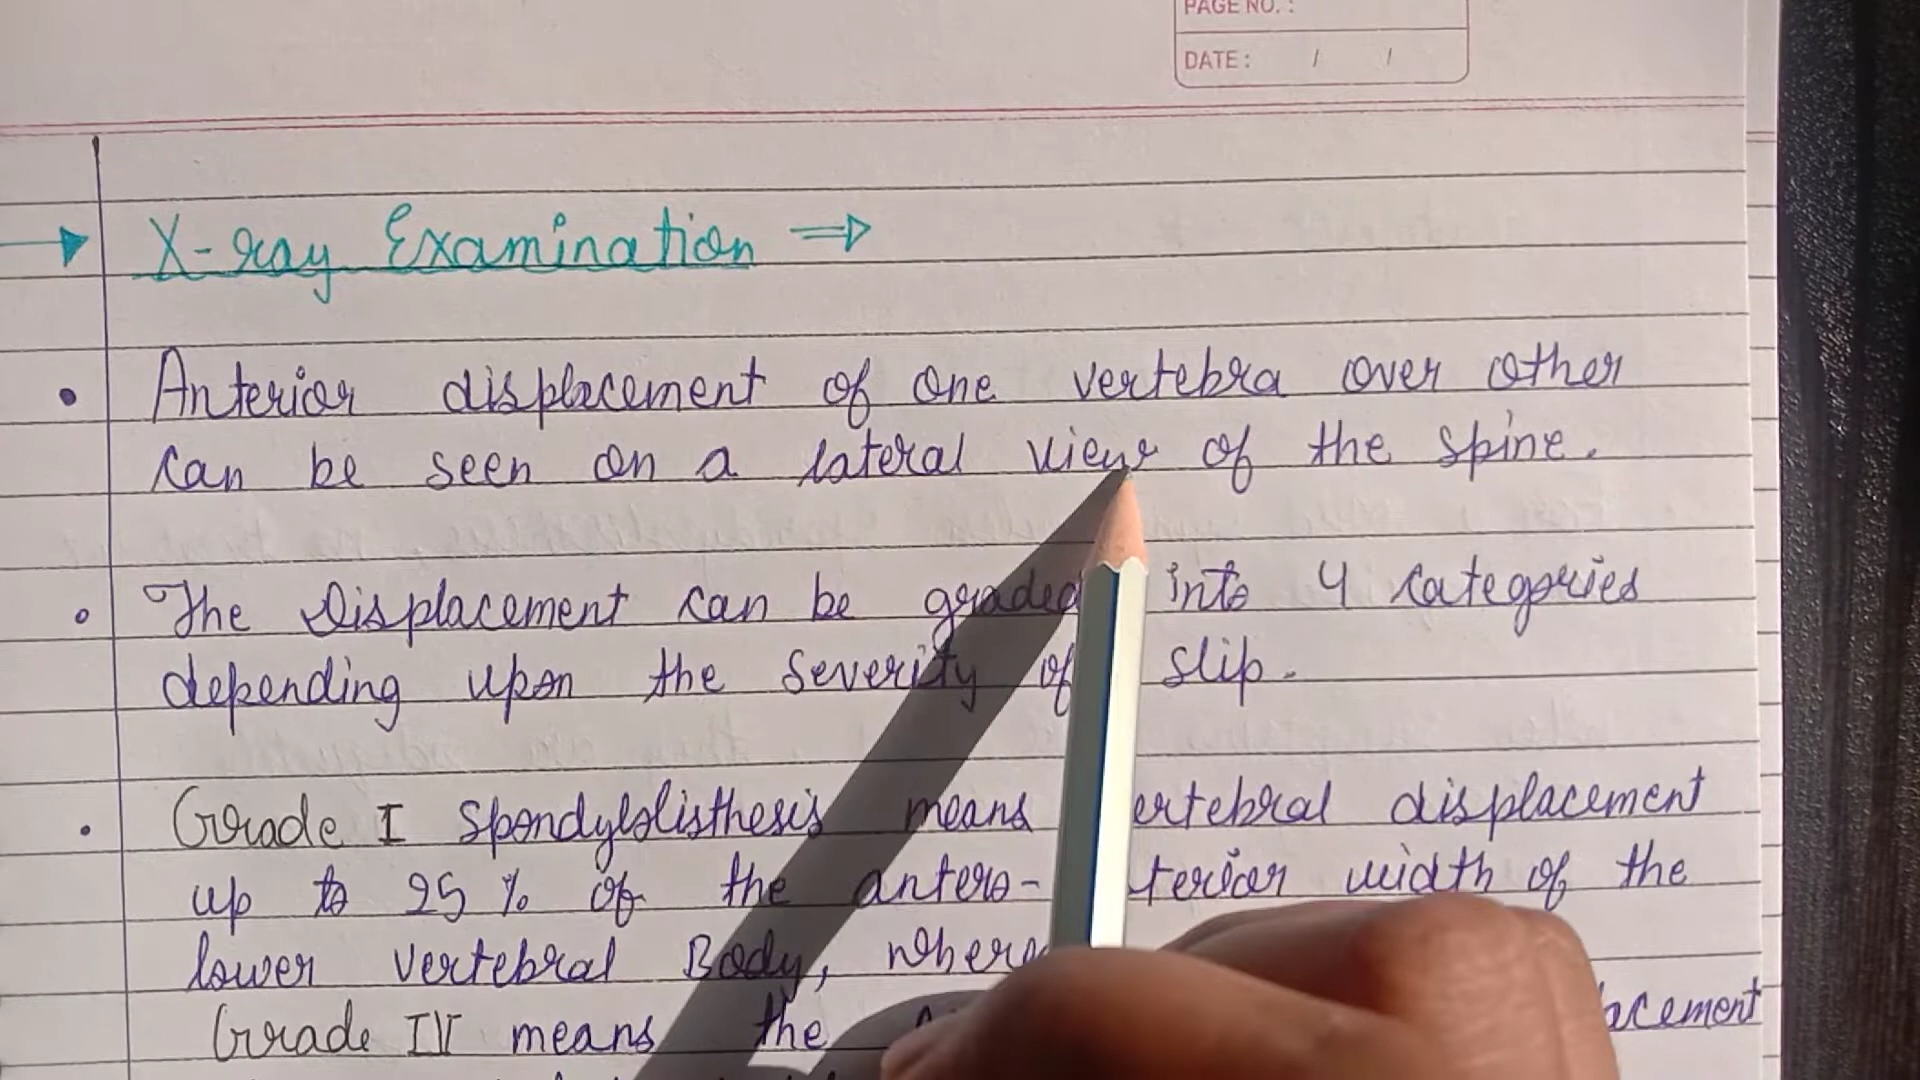 PAGE NO. :
DATE : / /
X-ray Examination ⇒
• Anterior displacement of one vertebra over other
can be seen on a lateral view of the spine.
• The Displacement can be graded into 4 categories
depending upon the severity of slip.
• Grade I spondylolisthesis means ertebral displacement
up to 25 % of the antero- terior width of the
lower vertebral Body,
Grade IV means the acement